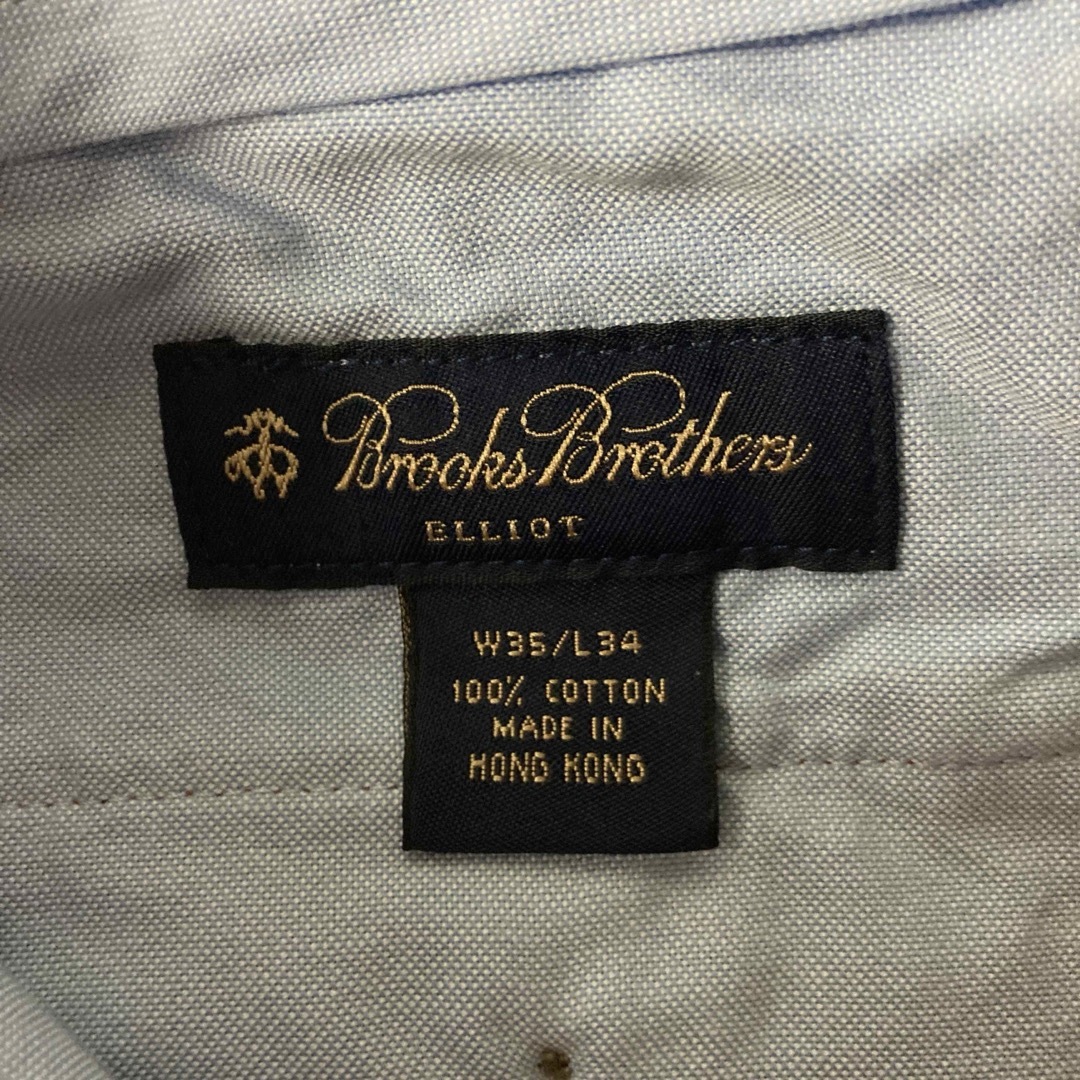 Brooks Brothers
ELLIOT
W35/L34
100% COTTON
MADE IN
HONG KONG